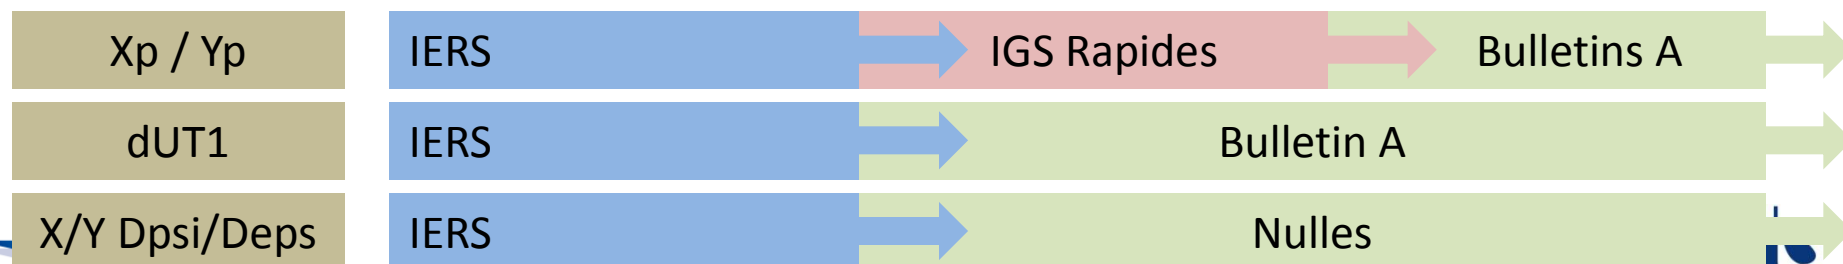 Xp / Yp IERS IGS Rapides Bulletins A
dUT1 IERS Bulletin A
X/Y Dpsi/Deps IERS Nulles